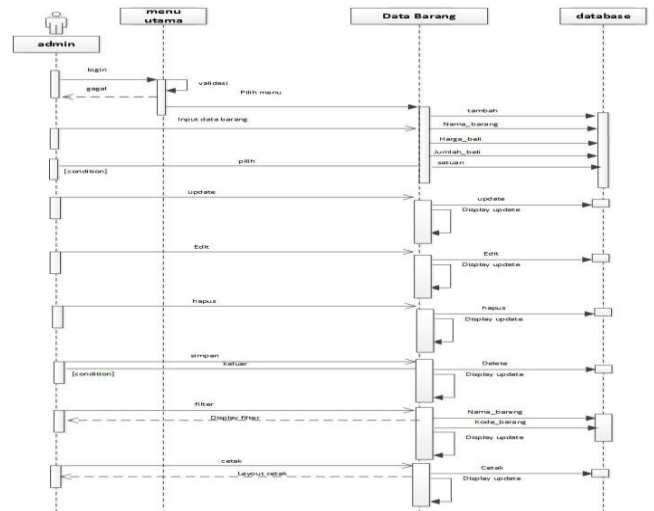 menu
utama
Data Barang
database
admin
login
validasi
gagal
Pilih menu
tambah
Input data barang
Nama_barang
Harga_beli
Jumlah_beli
pilih
satuan
[condition]
update
update
Display update
Edit
Edit
Display update
hapus
hapus
Display update
simpan
keluar
Delete
[condition]
Display update
filter
Nama_barang
Display filter
Kode_barang
Display update
cetak
Cetak
Layout cetak
Display update